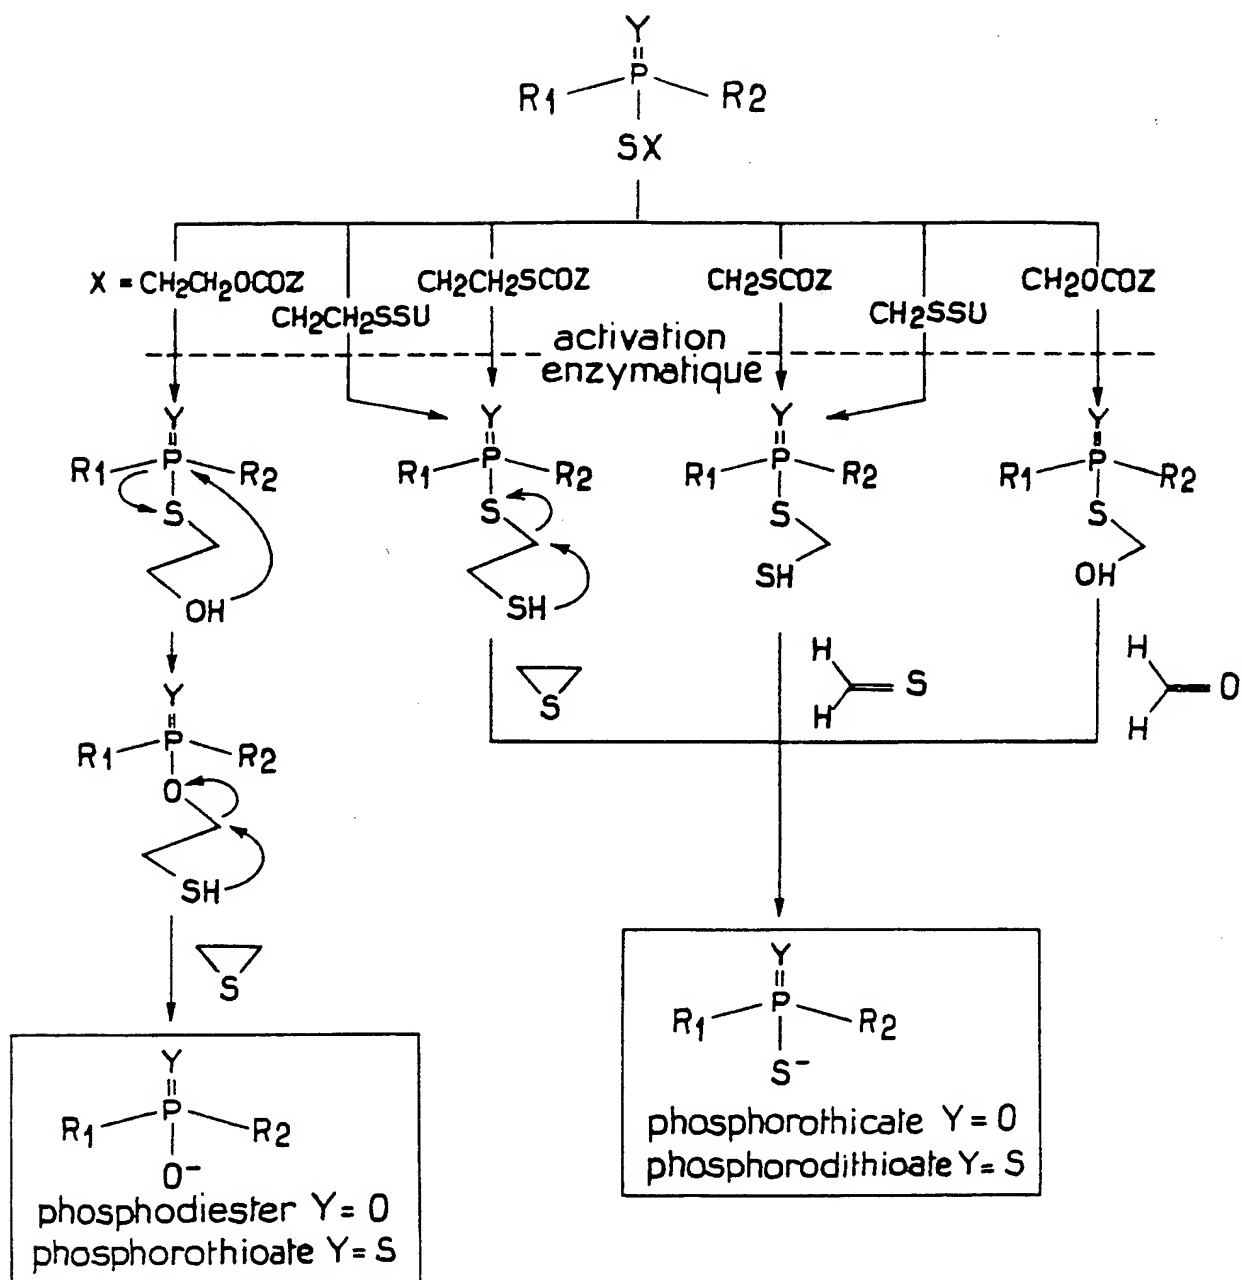 Y
P
R1 R2
SX
X = CH2CH2OCOZ CH2CH2SCOZ CH2SCOZ CH2OCOZ
CH2CH2SSU CH2SSU
activation
enzymatique
Y Y Y Y
P P P P
R1 R2 R1 R2 R1 R2 R1 R2
S S S S
SH OH
OH SH
H H
S S O
H H
Y
P
R1 R2
O
SH
S
Y
P
R1 R2
S-
phosphorothicate Y = O
phosphorodithioate Y = S
Y
P
R1 R2
O-
phosphodiester Y = O
phosphorothioate Y = S